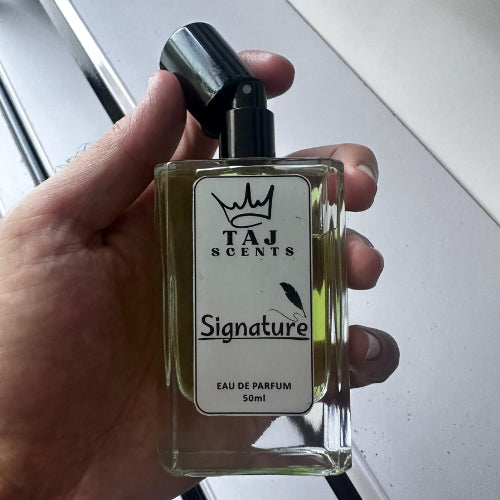 TAJ
SCENTS
Signature
EAU DE PARFUM
50ml